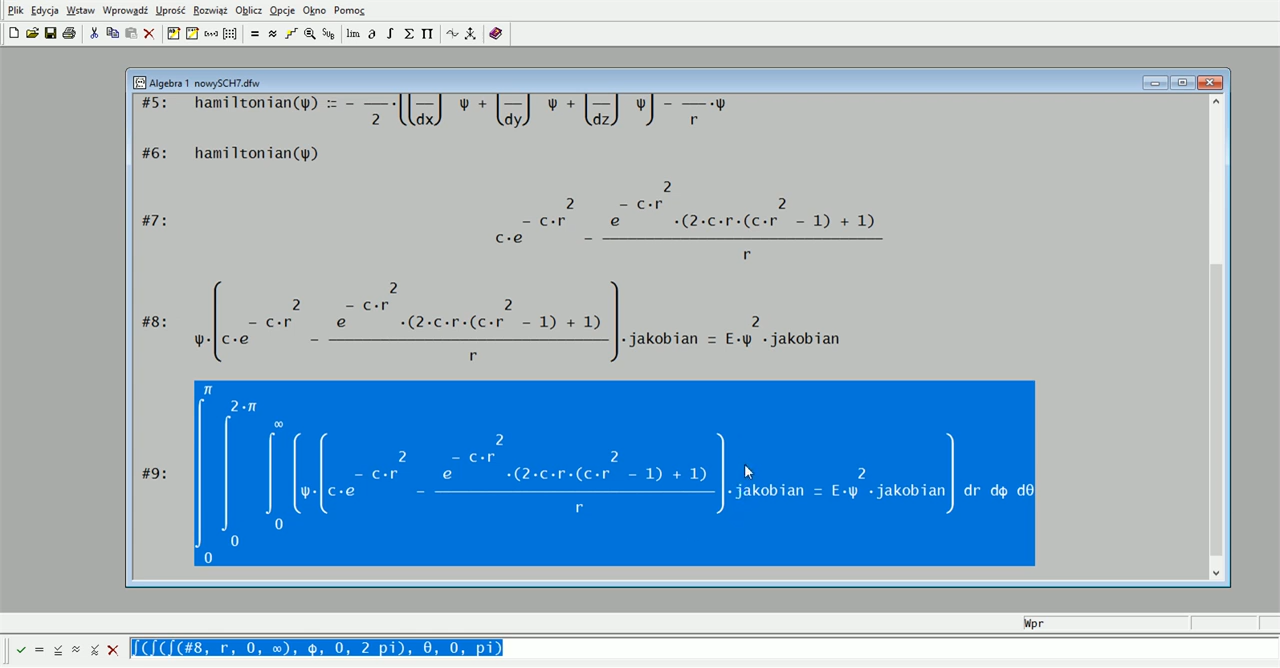 Plik Edycja Wstaw Wprowadź Uprość Rozwiąż Oblicz Opcje Okno Pomoc
SUB lim ∂ ∫ Σ Π
Algebra 1 nowySCH7.dfw
#5: hamiltonian(ψ) := - ―/2·((―/dx) ψ + (―/dy) ψ + (―/dz) ψ) - ―/r·ψ
#6: hamiltonian(ψ)
#7: c·e^(- c·r^2) - e^(- c·r^2)·(2·c·r·(c·r^2 - 1) + 1)/r
#8: ψ·(c·e^(- c·r^2) - e^(- c·r^2)·(2·c·r·(c·r^2 - 1) + 1)/r)·jakobian = E·ψ^2·jakobian
#9: ∫_0^π ∫_0^(2·π) ∫_0^∞ (ψ·(c·e^(- c·r^2) - e^(- c·r^2)·(2·c·r·(c·r^2 - 1) + 1)/r)·jakobian = E·ψ^2·jakobian) dr dφ dθ
Wpr
∫(∫(∫(#8, r, 0, ∞), φ, 0, 2 pi), θ, 0, pi)